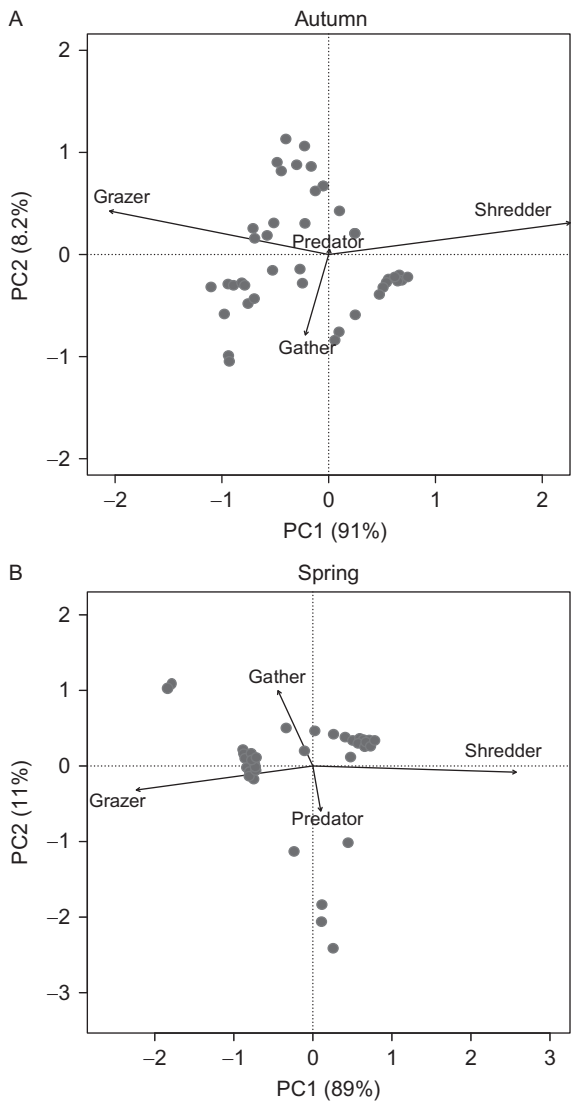 A
Autumn
2
1
0
−1
−2
PC2 (8.2%)
Grazer
Shredder
Predator
Gather
−2 −1 0 1 2
PC1 (91%)
B
Spring
2
1
0
−1
−2
−3
PC2 (11%)
Gather
Shredder
Grazer
Predator
−2 −1 0 1 2 3
PC1 (89%)